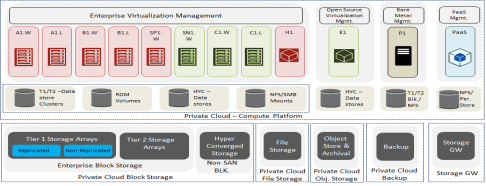 Enterprise Virtualization Management
Open Source
Virtualization
Mgmt.
Bare
Metal
Mgmt.
PaaS
Mgmt.
A1.W
A1.L
B1.W
B1.L
SP1.
W
SN1.
W
C1.W
C1.L
H1
E1
P1
PaaS
T1/T2 –Data
store
Clusters
RDM
Volumes
HYC –
Data
stores
NFS/SMB
Mounts
HYC –
Data
stores
T1/T2
Blk./
NFS
NFS/
Per.
Store
Private Cloud – Compute Platform
Tier 1 Storage Arrays
Replicated
Non-Replicated
Tier 2 Storage
Arrays
Enterprise Block Storage
Hyper
Converged
Storage
Non SAN
BLK.
Private Cloud Block Storage
File
Storage
Private Cloud
File Storage
Object
Store &
Archival
Private Cloud
Obj. Storage
Backup
Private Cloud
Backup
Storage
GW
Storage GW